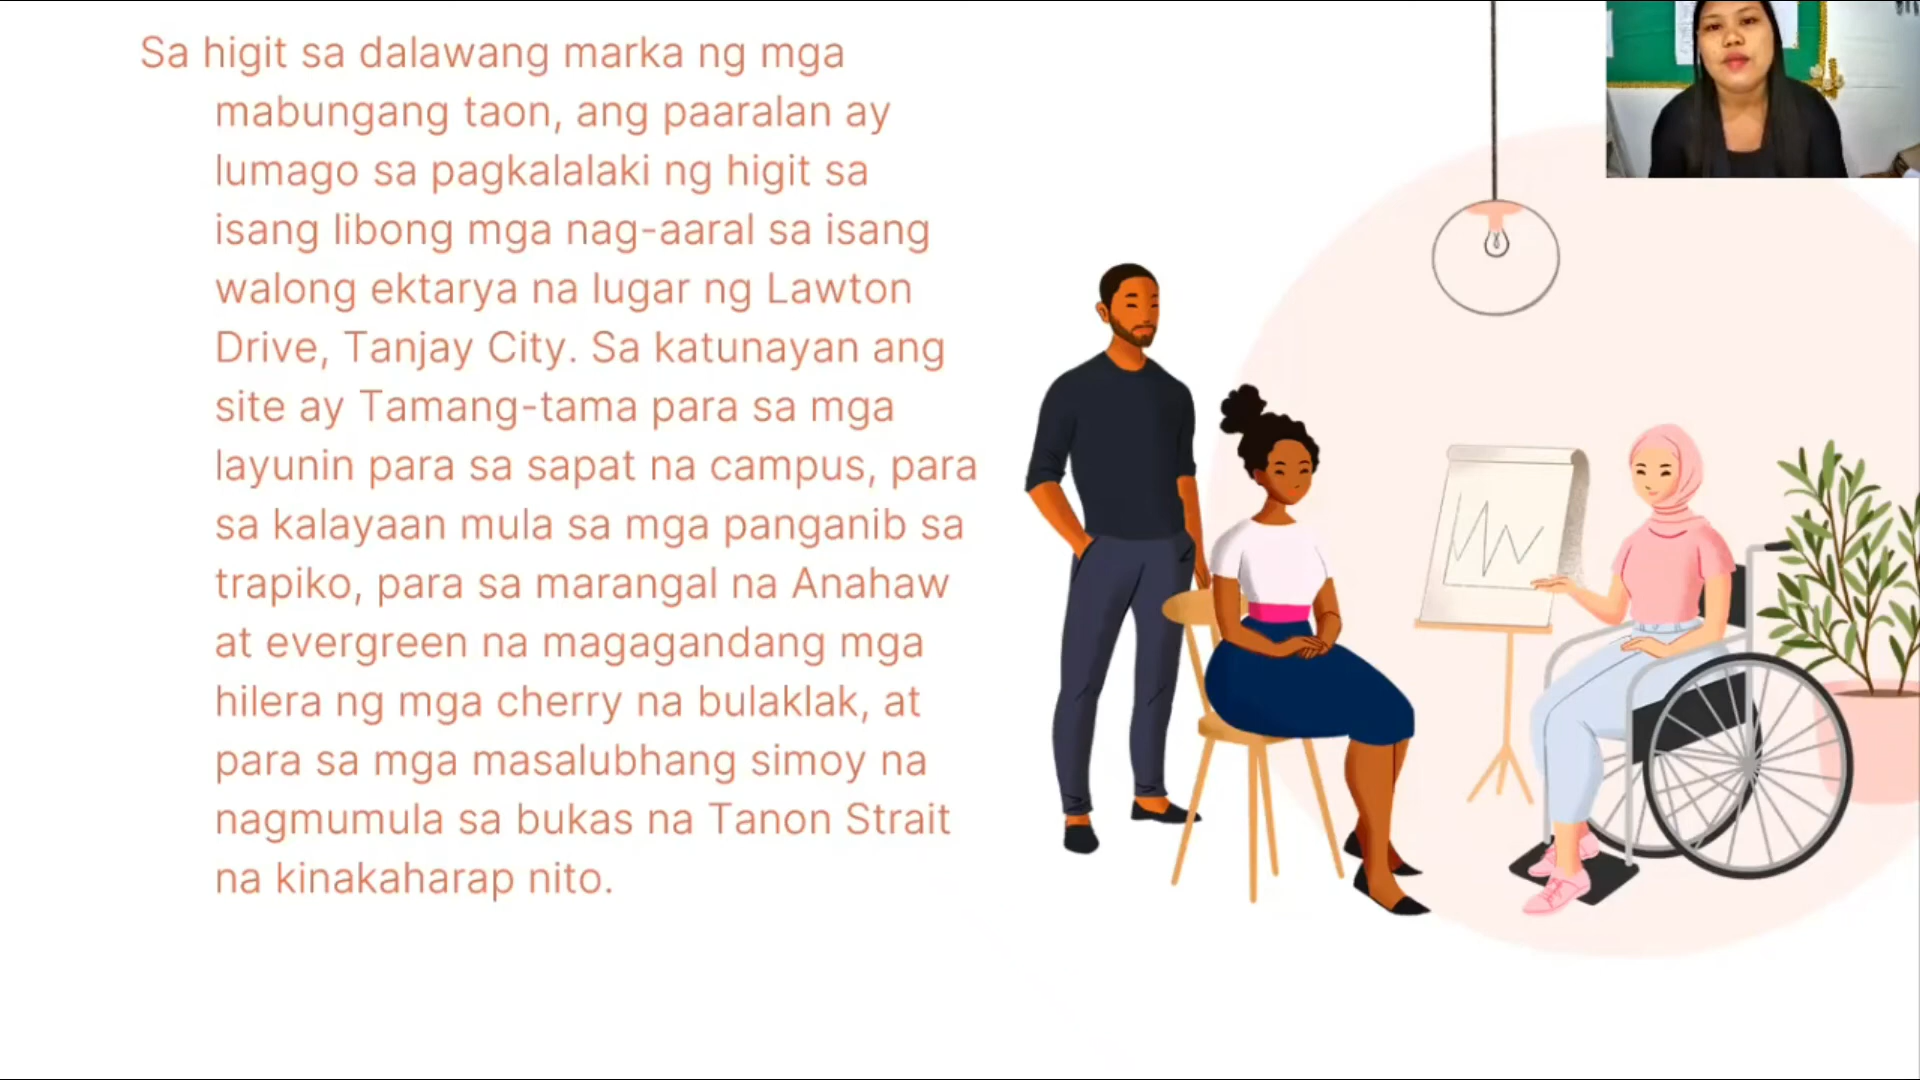 Sa higit sa dalawang marka ng mga
mabungang taon, ang paaralan ay
lumago sa pagkalalaki ng higit sa
isang libong mga nag-aaral sa isang
walong ektarya na lugar ng Lawton
Drive, Tanjay City. Sa katunayan ang
site ay Tamang-tama para sa mga
layunin para sa sapat na campus, para
sa kalayaan mula sa mga panganib sa
trapiko, para sa marangal na Anahaw
at evergreen na magagandang mga
hilera ng mga cherry na bulaklak, at
para sa mga masalubhang simoy na
nagmumula sa bukas na Tanon Strait
na kinakaharap nito.